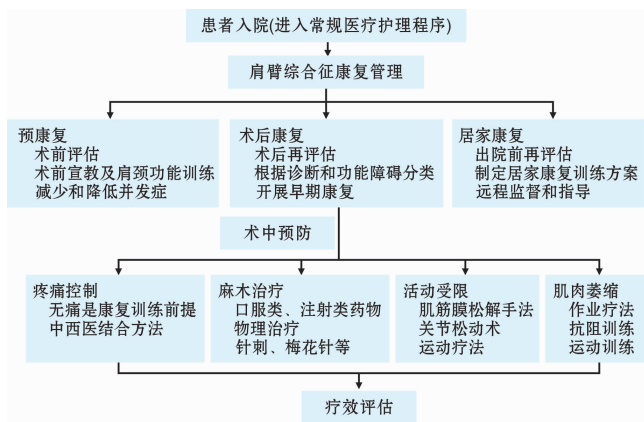 患者入院(进入常规医疗护理程序)
肩臂综合征康复管理
预康复
术前评估
术前宣教及肩颈功能训练
减少和降低并发症
术后康复
术后再评估
根据诊断和功能障碍分类
开展早期康复
居家康复
出院前再评估
制定居家康复训练方案
远程监督和指导
术中预防
疼痛控制
无痛是康复训练前提
中西医结合方法
麻木治疗
口服类、注射类药物
物理治疗
针刺、梅花针等
活动受限
肌筋膜松解手法
关节松动术
运动疗法
肌肉萎缩
作业疗法
抗阻训练
运动训练
疗效评估